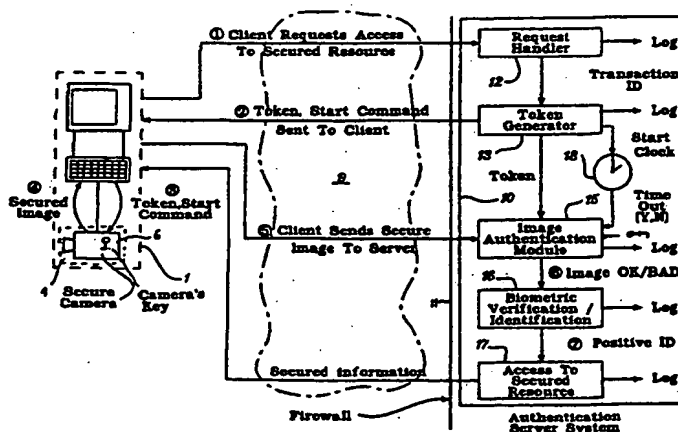 ① Client Requests Access
To Secured Resource
Request
Handler
Log
12
Transaction
ID
② Token, Start Command
Sent To Client
Token
Generator
Log
13
Start
Clock
18
Token
10
15
Time Out
(Y,N)
④
Secured
Image
③
Token,Start
Command
9
⑤ Client Sends Secure
Image To Server
Image
Authentication
Module
Log
6
4
1
Secure
Camera
Camera's
Key
⑥ Image OK/BAD
16
11
Biometric
Verification /
Identification
Log
17
⑦ Positive ID
Secured information
Access To
Secured
Resource
Log
Firewall
Authentication
Server System